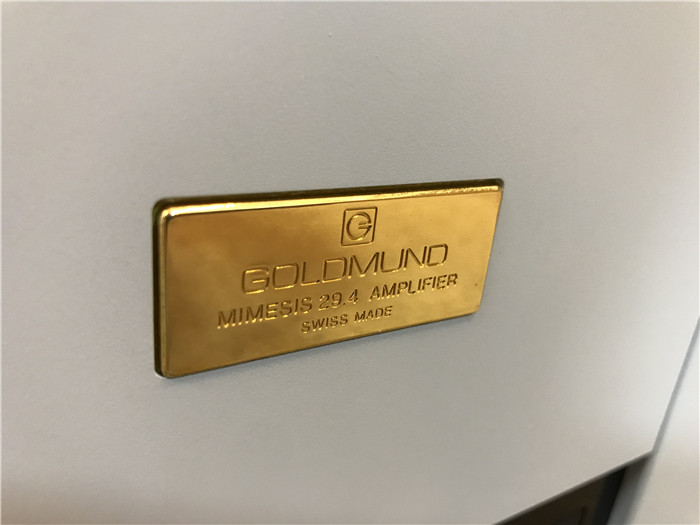 G
GOLDMUND
MIMESIS 29.4 AMPLIFIER
SWISS MADE